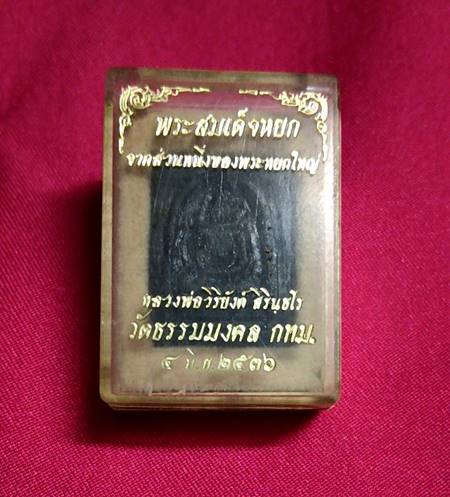 พระสมเด็จหยก
จากส่วนหนึ่งของพระหยกใหญ่
หลวงพ่อวิริยังค์ สิรินฺธโร
วัดธรรมมงคล กทม.
๔ มิ.ย ๒๕๓๖